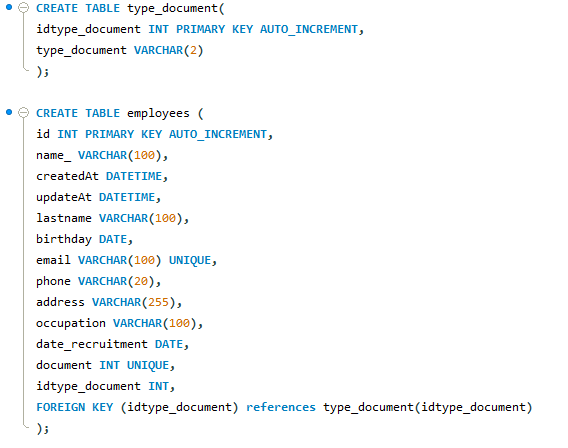 CREATE TABLE type_document(
idtype_document INT PRIMARY KEY AUTO_INCREMENT,
type_document VARCHAR(2)
);
CREATE TABLE employees (
id INT PRIMARY KEY AUTO_INCREMENT,
name_ VARCHAR(100),
createdAt DATETIME,
updateAt DATETIME,
lastname VARCHAR(100),
birthday DATE,
email VARCHAR(100) UNIQUE,
phone VARCHAR(20),
address VARCHAR(255),
occupation VARCHAR(100),
date_recruitment DATE,
document INT UNIQUE,
idtype_document INT,
FOREIGN KEY (idtype_document) references type_document(idtype_document)
);